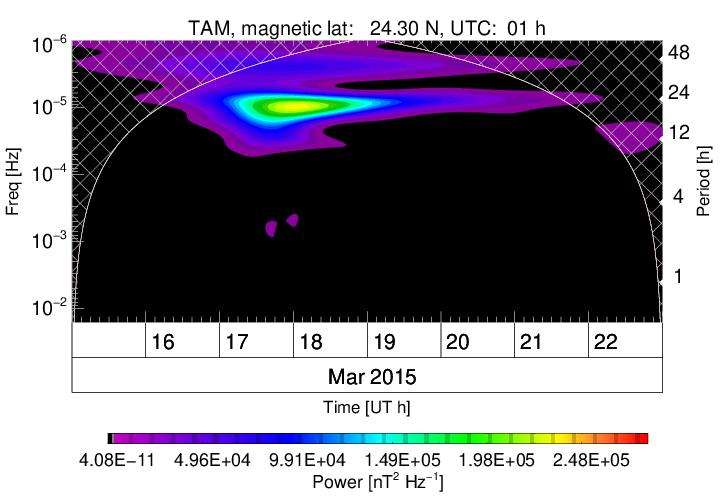 TAM, magnetic lat: 24.30 N, UTC: 01 h
Freq [Hz]
10⁻⁶
10⁻⁵
10⁻⁴
10⁻³
10⁻²
48
24
12
4
1
Period [h]
16 17 18 19 20 21 22
Mar 2015
Time [UT h]
4.08E−11 4.96E+04 9.91E+04 1.49E+05 1.98E+05 2.48E+05
Power [nT² Hz⁻¹]